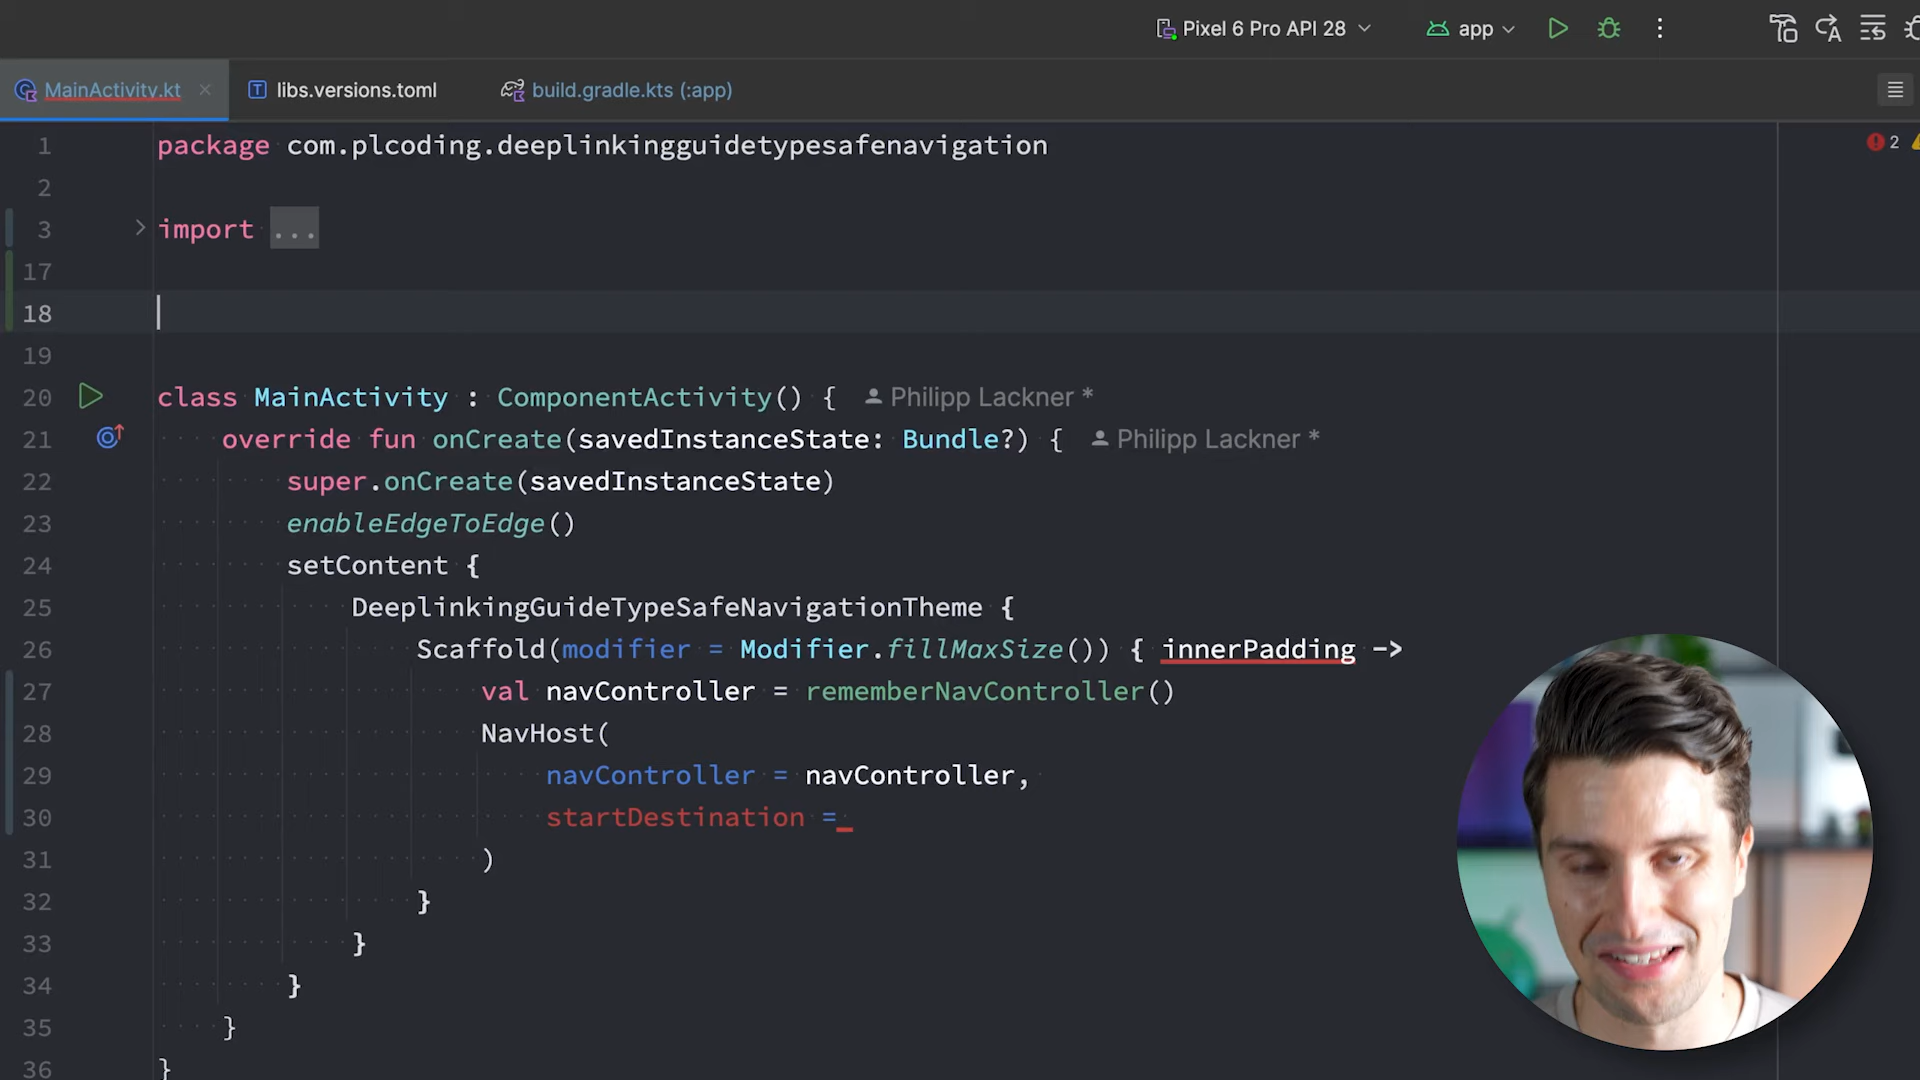 Pixel 6 Pro API 28
app
MainActivity.kt
libs.versions.toml
build.gradle.kts (:app)
1 package com.plcoding.deeplinkingguidetypesafenavigation
2
2
3 import ...
17
18
19
20 class MainActivity : ComponentActivity() { Philipp Lackner *
21 override fun onCreate(savedInstanceState: Bundle?) { Philipp Lackner *
22 super.onCreate(savedInstanceState)
23 enableEdgeToEdge()
24 setContent {
25 DeeplinkingGuideTypeSafeNavigationTheme {
26 Scaffold(modifier = Modifier.fillMaxSize()) { innerPadding ->
27 val navController = rememberNavController()
28 NavHost(
29 navController = navController,
30 startDestination =
31 )
32 }
33 }
34 }
35 }
36 }